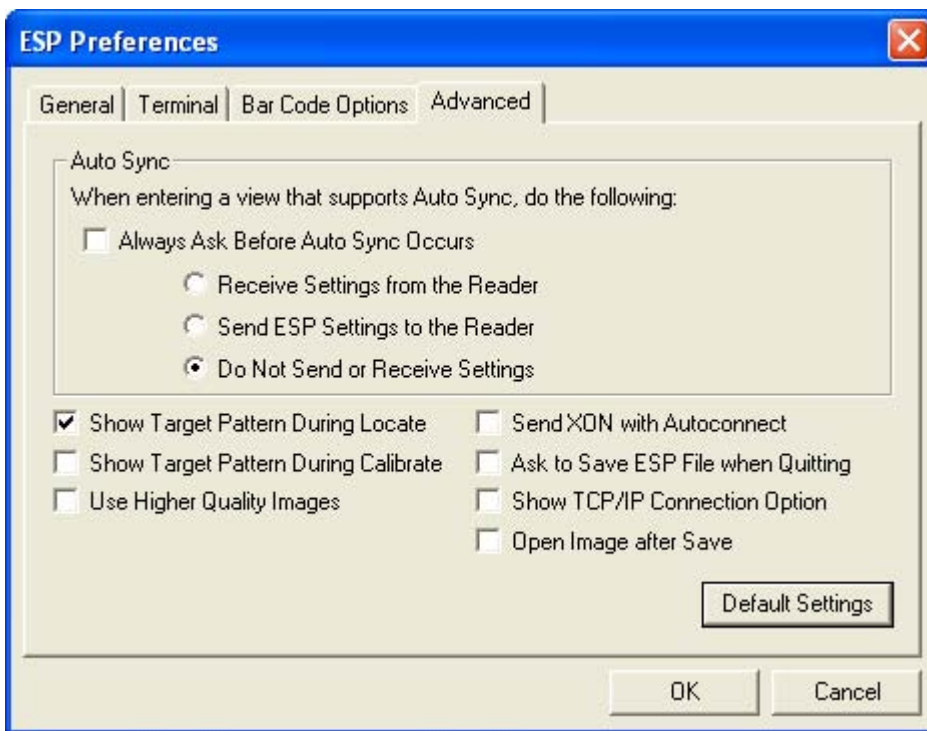 ESP Preferences
General
Terminal
Bar Code Options
Advanced
Auto Sync
When entering a view that supports Auto Sync, do the following:
Always Ask Before Auto Sync Occurs
Receive Settings from the Reader
Send ESP Settings to the Reader
Do Not Send or Receive Settings
Show Target Pattern During Locate
Show Target Pattern During Calibrate
Use Higher Quality Images
Send XON with Autoconnect
Ask to Save ESP File when Quitting
Show TCP/IP Connection Option
Open Image after Save
Default Settings
OK
Cancel